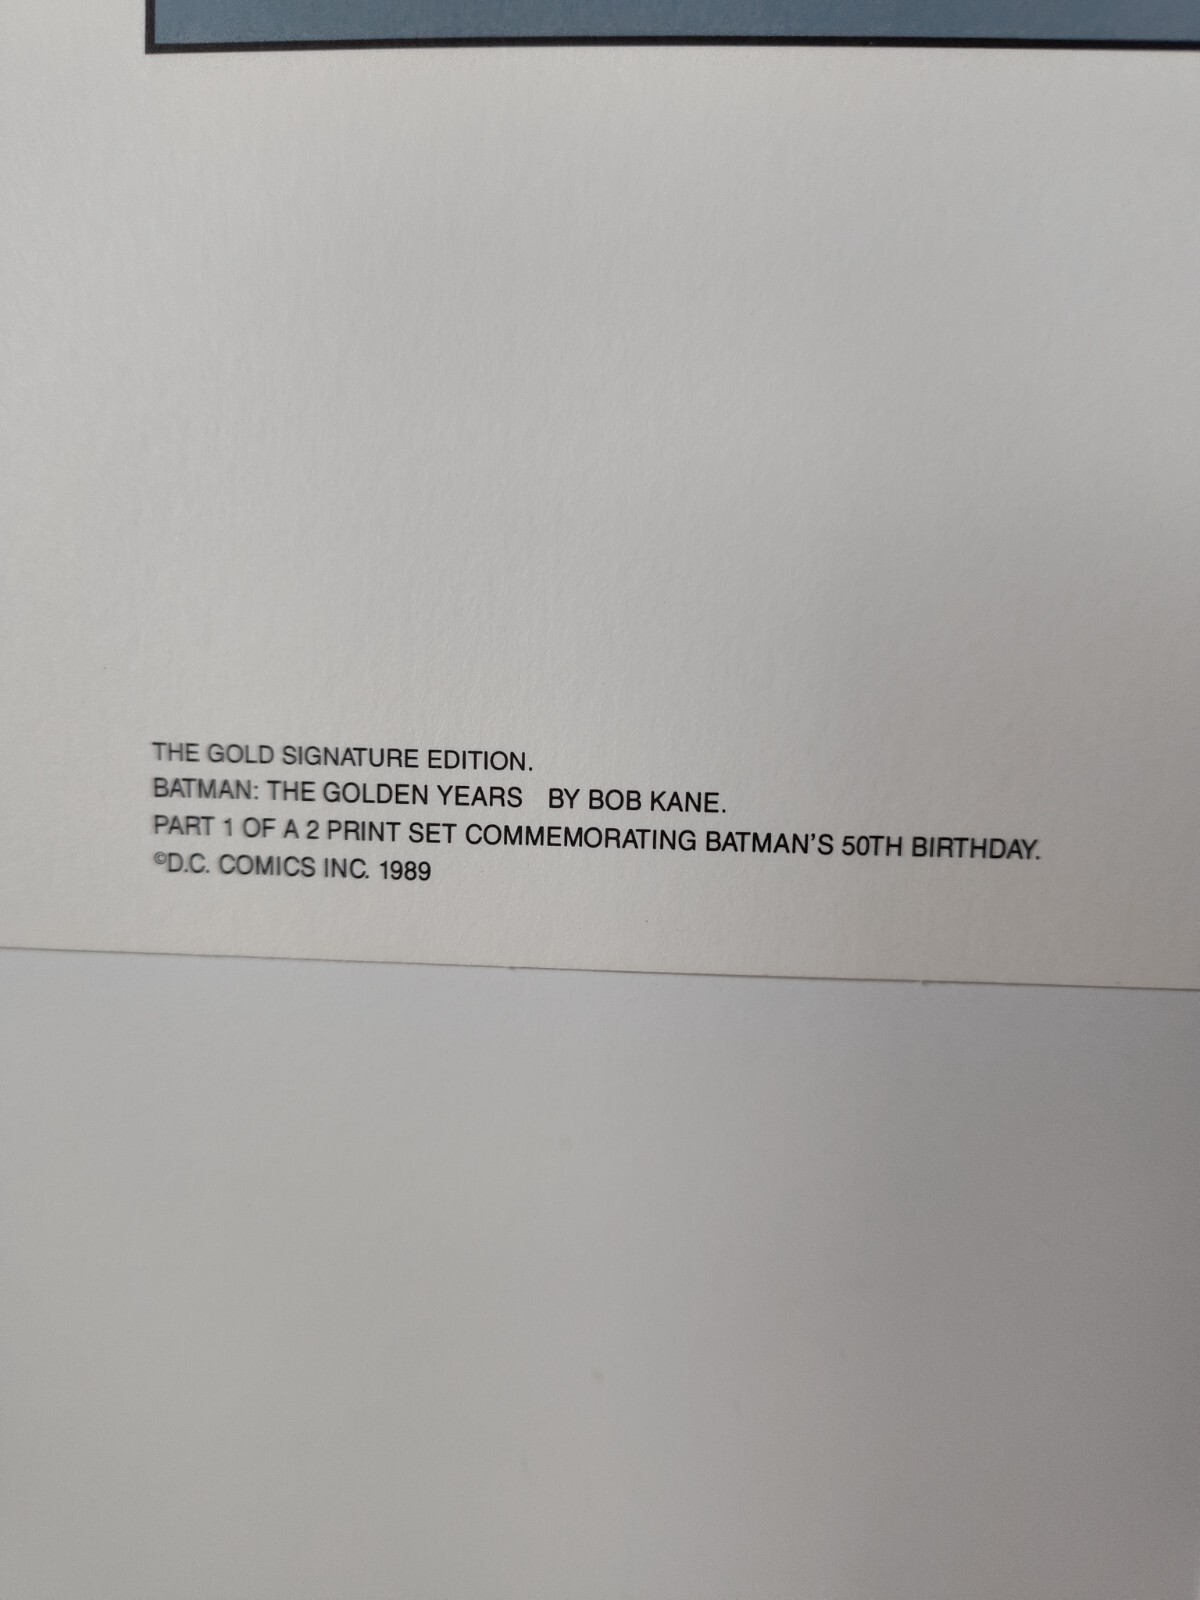 THE GOLD SIGNATURE EDITION.
BATMAN: THE GOLDEN YEARS BY BOB KANE.
PART 1 OF A 2 PRINT SET COMMEMORATING BATMAN'S 50TH BIRTHDAY.
©D.C. COMICS INC. 1989